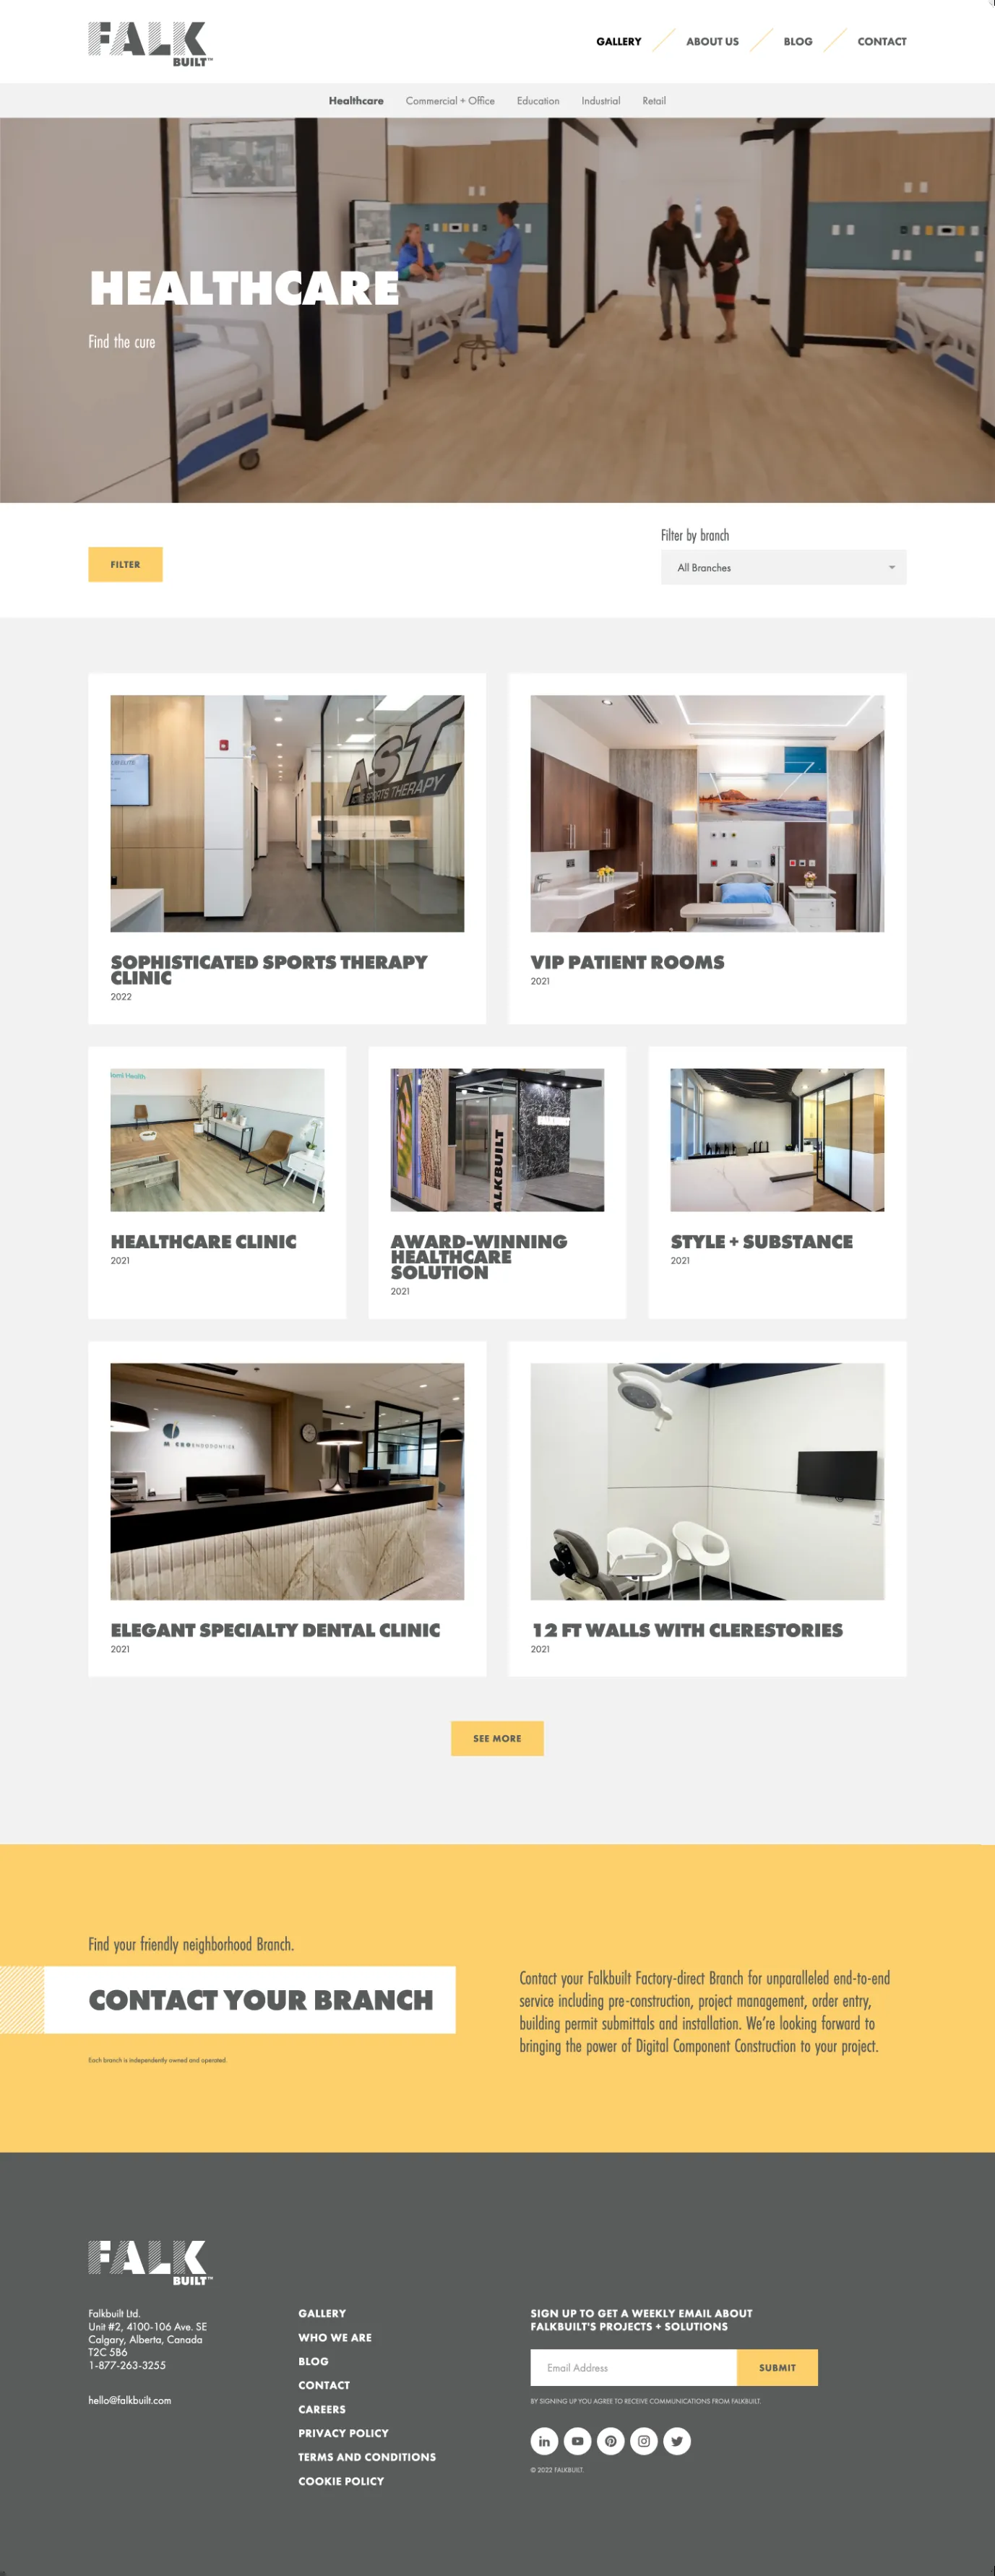 FALK
BUILT™
GALLERY
ABOUT US
BLOG
CONTACT
Healthcare
Commercial + Office
Education
Industrial
Retail
HEALTHCARE
Find the cure
Filter by branch
FILTER
All Branches
AST
SPORTS THERAPY
SOPHISTICATED SPORTS THERAPY
CLINIC
2022
VIP PATIENT ROOMS
2021
Health
ALKBUILT
HEALTHCARE CLINIC
2021
AWARD-WINNING
HEALTHCARE
SOLUTION
2021
STYLE + SUBSTANCE
2021
ELEGANT SPECIALTY DENTAL CLINIC
2021
12 FT WALLS WITH CLERESTORIES
2021
SEE MORE
Find your friendly neighborhood Branch.
CONTACT YOUR BRANCH
Each branch is independently owned and operated.
Contact your Falkbuilt Factory-direct Branch for unparalleled end-to-end
service including pre-construction, project management, order entry,
building permit submittals and installation. We're looking forward to
bringing the power of Digital Component Construction to your project.
FALK
BUILT™
Falkbuilt Ltd.
Unit #2, 4100-106 Ave. SE
Calgary, Alberta, Canada
T2C 5B6
1-877-263-3255
hello@falkbuilt.com
GALLERY
WHO WE ARE
BLOG
CONTACT
CAREERS
PRIVACY POLICY
TERMS AND CONDITIONS
COOKIE POLICY
SIGN UP TO GET A WEEKLY EMAIL ABOUT
FALKBUILT'S PROJECTS + SOLUTIONS
Email Address
SUBMIT
BY SIGNING UP YOU AGREE TO RECEIVE COMMUNICATIONS FROM FALKBUILT.
© 2022 FALKBUILT.